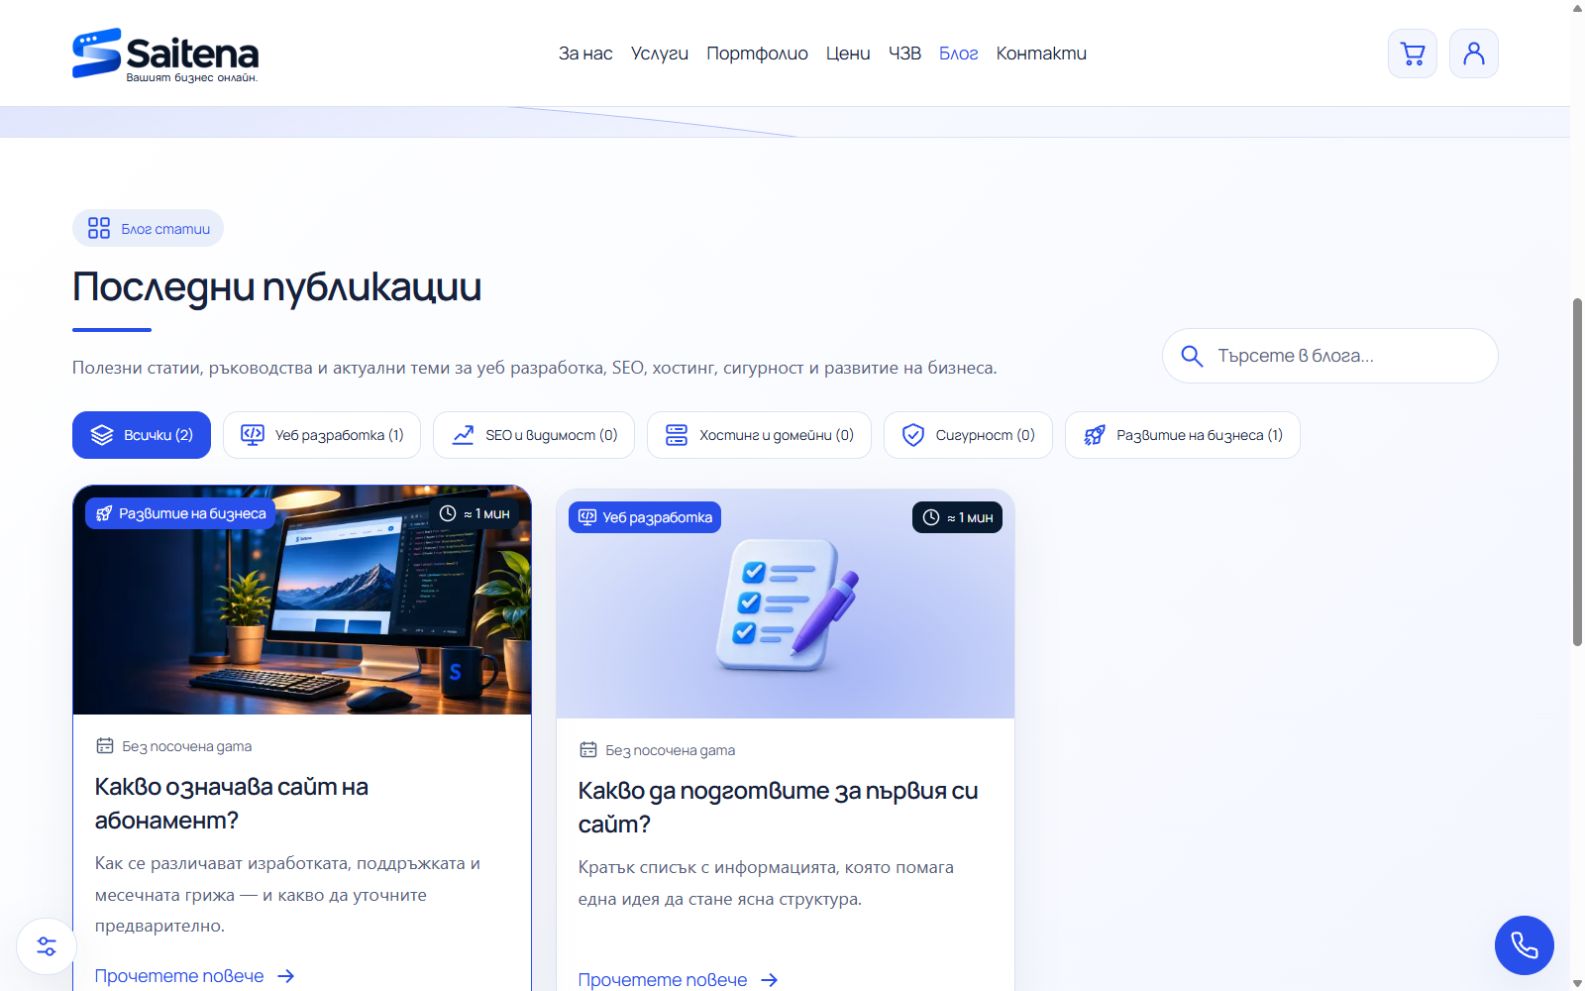 Saitena
Вашият бизнес онлайн.
За нас Услуги Портфолио Цени ЧЗВ Блог Контакти
Блог статии
Последни публикации
Полезни статии, ръководства и актуални теми за уеб разработка, SEO, хостинг, сигурност и развитие на бизнеса.
Търсете в блога...
Всички (2) Уеб разработка (1) SEO и видимост (0) Хостинг и домейни (0) Сигурност (0) Развитие на бизнеса (1)
Развитие на бизнеса
≈ 1 мин
S
Без посочена дата
Какво означава сайт на
абонамент?
Как се различават изработката, поддръжката и
месечната грижа — и какво да уточните
предварително.
Прочетете повече
Уеб разработка
≈ 1 мин
Без посочена дата
Какво да подготвите за първия си
сайт?
Кратък списък с информацията, която помага
една идея да стане ясна структура.
Прочетете повече